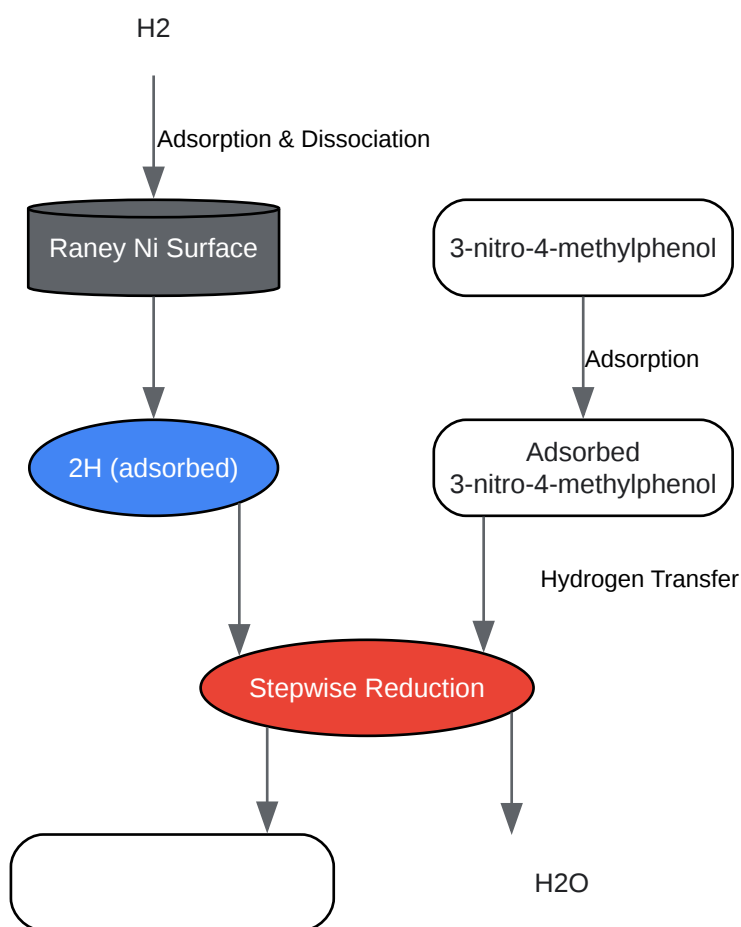 H2
Adsorption & Dissociation
Raney Ni Surface
3-nitro-4-methylphenol
Adsorption
2H (adsorbed)
Adsorbed
3-nitro-4-methylphenol
Hydrogen Transfer
Stepwise Reduction
H2O